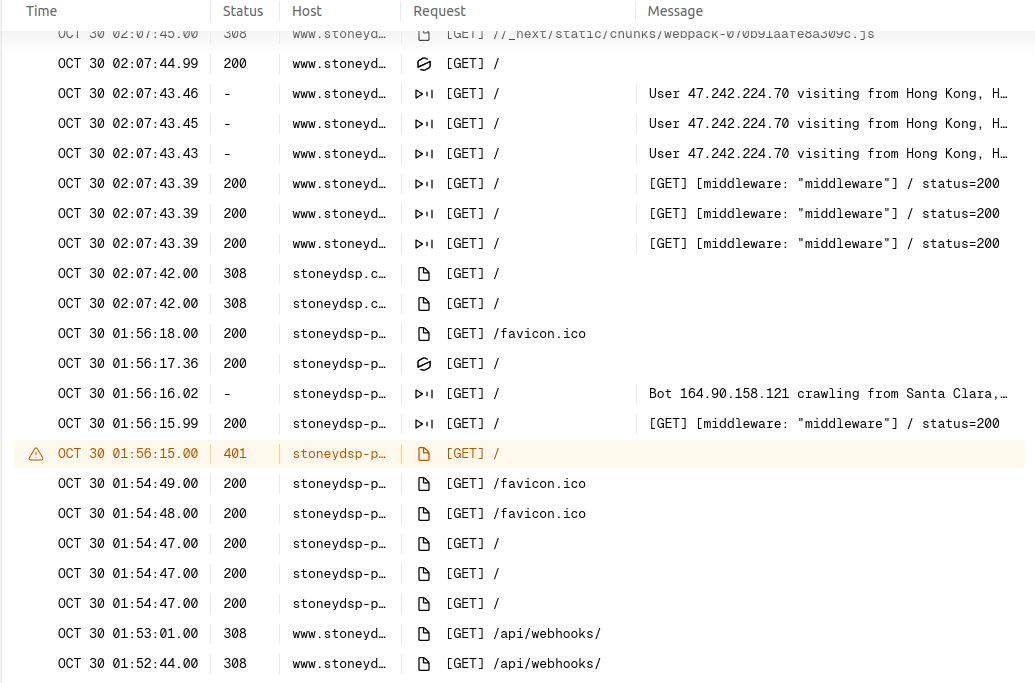 Time Status Host Request Message
OCT 30 02:07:45.00 308 www.stoneyd… [GET] //_next/static/chunks/webpack-070b91aafe8a309c.js
OCT 30 02:07:44.99 200 www.stoneyd… [GET] /
OCT 30 02:07:43.46 - www.stoneyd… [GET] / User 47.242.224.70 visiting from Hong Kong, H…
OCT 30 02:07:43.45 - www.stoneyd… [GET] / User 47.242.224.70 visiting from Hong Kong, H…
OCT 30 02:07:43.43 - www.stoneyd… [GET] / User 47.242.224.70 visiting from Hong Kong, H…
OCT 30 02:07:43.39 200 www.stoneyd… [GET] / [GET] [middleware: "middleware"] / status=200
OCT 30 02:07:43.39 200 www.stoneyd… [GET] / [GET] [middleware: "middleware"] / status=200
OCT 30 02:07:43.39 200 www.stoneyd… [GET] / [GET] [middleware: "middleware"] / status=200
OCT 30 02:07:42.00 308 stoneydsp.c… [GET] /
OCT 30 02:07:42.00 308 stoneydsp.c… [GET] /
OCT 30 01:56:18.00 200 stoneydsp-p… [GET] /favicon.ico
OCT 30 01:56:17.36 200 stoneydsp-p… [GET] /
OCT 30 01:56:16.02 - stoneydsp-p… [GET] / Bot 164.90.158.121 crawling from Santa Clara,…
OCT 30 01:56:15.99 200 stoneydsp-p… [GET] / [GET] [middleware: "middleware"] / status=200
OCT 30 01:56:15.00 401 stoneydsp-p… [GET] /
OCT 30 01:54:49.00 200 stoneydsp-p… [GET] /favicon.ico
OCT 30 01:54:48.00 200 stoneydsp-p… [GET] /favicon.ico
OCT 30 01:54:47.00 200 stoneydsp-p… [GET] /
OCT 30 01:54:47.00 200 stoneydsp-p… [GET] /
OCT 30 01:54:47.00 200 stoneydsp-p… [GET] /
OCT 30 01:53:01.00 308 www.stoneyd… [GET] /api/webhooks/
OCT 30 01:52:44.00 308 www.stoneyd… [GET] /api/webhooks/